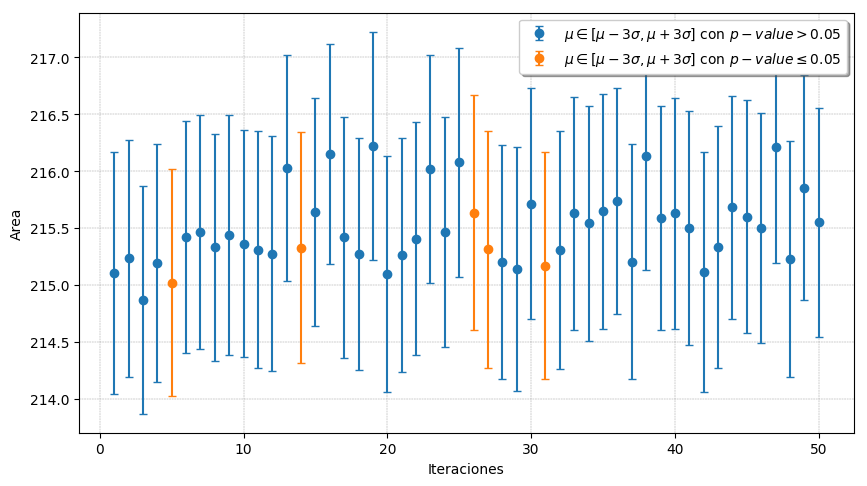 μ ∈ [μ − 3σ, μ + 3σ] con p − value > 0.05
μ ∈ [μ − 3σ, μ + 3σ] con p − value ≤ 0.05
217.0
216.5
216.0
215.5
215.0
214.5
214.0
Area
0 10 20 30 40 50
Iteraciones